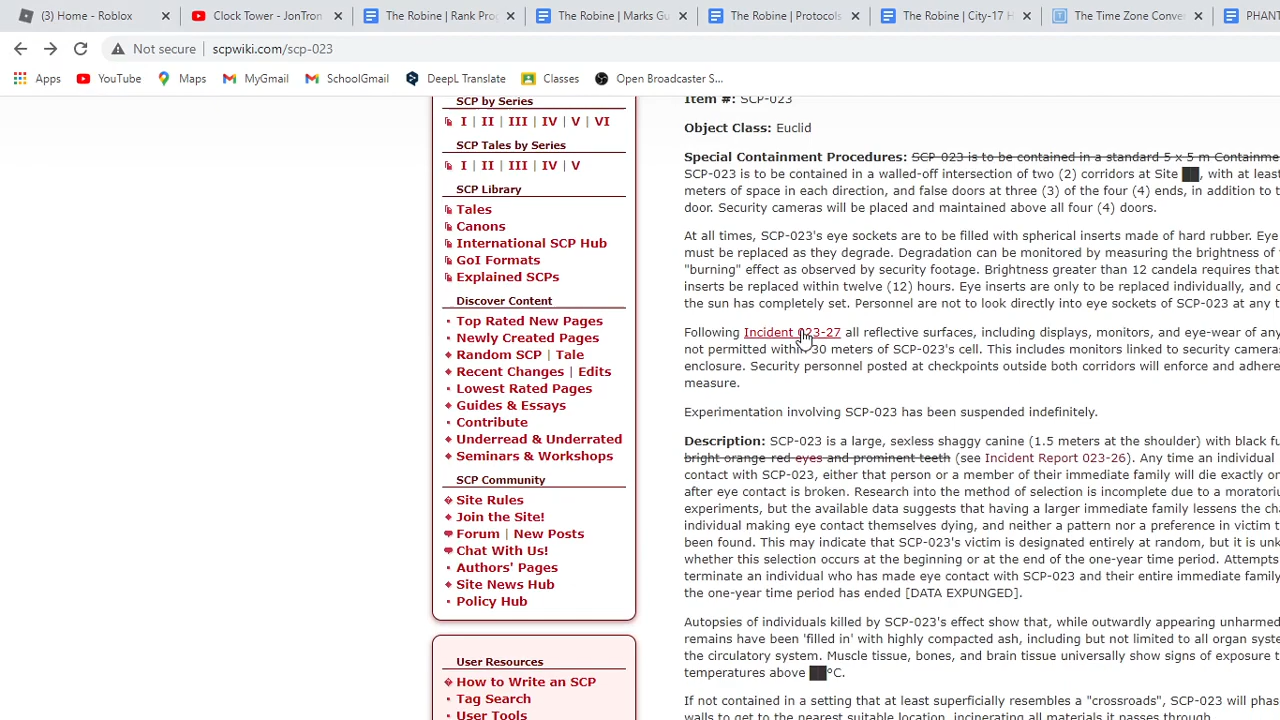 (3) Home - Roblox
Clock Tower - JonTron
The Robine | Rank Pro
The Robine | Marks Gu
The Robine | Protocols
The Robine | City-17 H
The Time Zone Conver
PHANT
Not secure | scpwiki.com/scp-023
Apps
YouTube
Maps
MyGmail
SchoolGmail
DeepL Translate
Classes
Open Broadcaster S...
SCP by Series
I | II | III | IV | V | VI
SCP Tales by Series
I | II | III | IV | V
SCP Library
Tales
Canons
International SCP Hub
GoI Formats
Explained SCPs
Discover Content
Top Rated New Pages
Newly Created Pages
Random SCP | Tale
Recent Changes | Edits
Lowest Rated Pages
Guides & Essays
Contribute
Underread & Underrated
Seminars & Workshops
SCP Community
Site Rules
Join the Site!
Forum | New Posts
Chat With Us!
Authors' Pages
Site News Hub
Policy Hub
User Resources
How to Write an SCP
Tag Search
User Tools
Item #: SCP-023
Object Class: Euclid
Special Containment Procedures: SCP-023 is to be contained in a standard 5 x 5 m Containme
SCP-023 is to be contained in a walled-off intersection of two (2) corridors at Site ██, with at leas
meters of space in each direction, and false doors at three (3) of the four (4) ends, in addition to t
door. Security cameras will be placed and maintained above all four (4) doors.
At all times, SCP-023's eye sockets are to be filled with spherical inserts made of hard rubber. Eye
must be replaced as they degrade. Degradation can be monitored by measuring the brightness of
"burning" effect as observed by security footage. Brightness greater than 12 candela requires that
inserts be replaced within twelve (12) hours. Eye inserts are only to be replaced individually, and o
the sun has completely set. Personnel are not to look directly into eye sockets of SCP-023 at any t
Following Incident 023-27 all reflective surfaces, including displays, monitors, and eye-wear of any
not permitted within 30 meters of SCP-023's cell. This includes monitors linked to security camera
enclosure. Security personnel posted at checkpoints outside both corridors will enforce and adhere
measure.
Experimentation involving SCP-023 has been suspended indefinitely.
Description: SCP-023 is a large, sexless shaggy canine (1.5 meters at the shoulder) with black fu
bright orange-red eyes and prominent teeth (see Incident Report 023-26). Any time an individual
contact with SCP-023, either that person or a member of their immediate family will die exactly on
after eye contact is broken. Research into the method of selection is incomplete due to a moratoriu
experiments, but the available data suggests that having a larger immediate family lessens the cha
individual making eye contact themselves dying, and neither a pattern nor a preference in victim t
been found. This may indicate that SCP-023's victim is designated entirely at random, but it is unk
whether this selection occurs at the beginning or at the end of the one-year time period. Attempts
terminate an individual who has made eye contact with SCP-023 and their entire immediate family
the one-year time period has ended [DATA EXPUNGED].
Autopsies of individuals killed by SCP-023's effect show that, while outwardly appearing unharmed
remains have been 'filled in' with highly compacted ash, including but not limited to all organ syste
the circulatory system. Muscle tissue, bones, and brain tissue universally show signs of exposure t
temperatures above ██°C.
If not contained in a setting that at least superficially resembles a "crossroads", SCP-023 will phas
walls to get to the nearest suitable location, incinerating all materials it passes through.